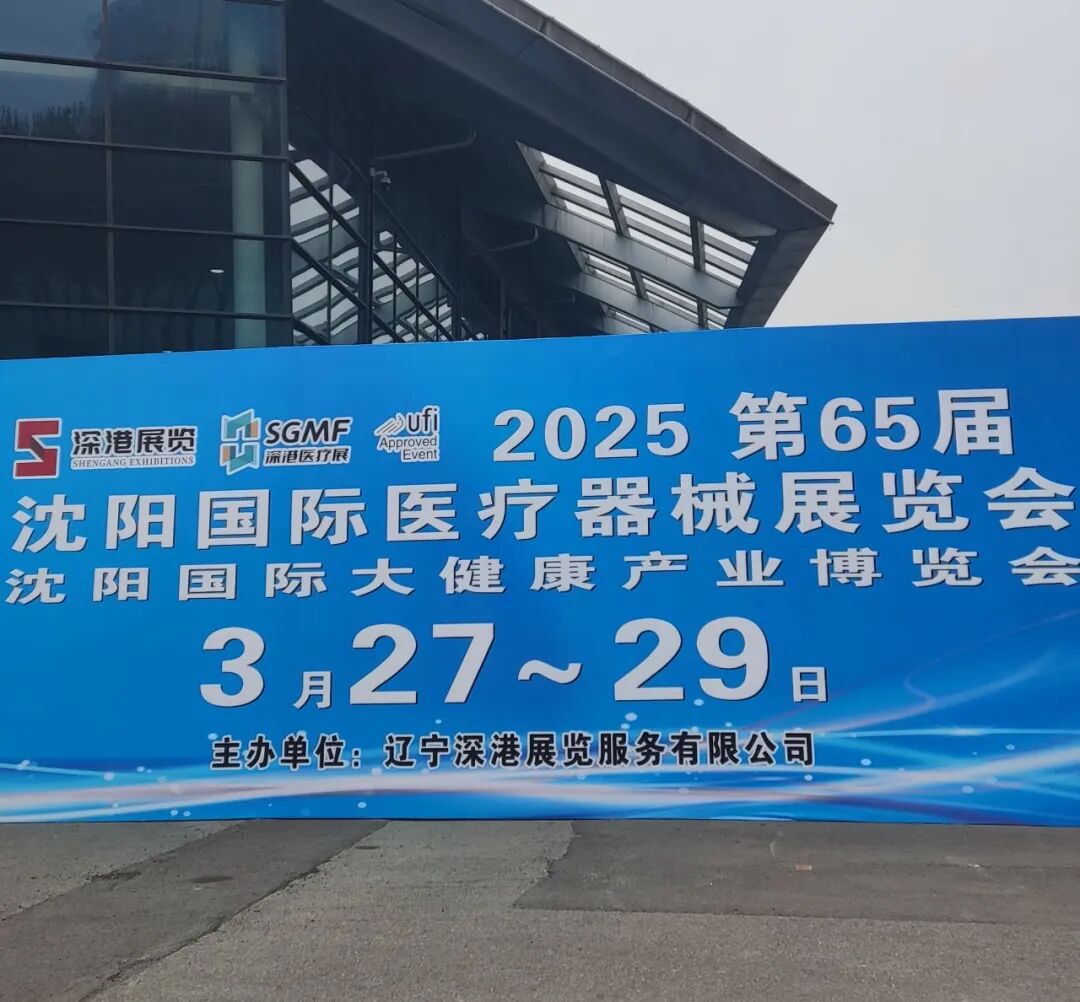 深港展览
SHENGANG EXHIBITIONS
SGMF
深港医疗展
ufi
Approved
Event
2025 第65届
沈阳国际医疗器械展览会
沈阳国际大健康产业博览会
3月27~29日
主办单位：辽宁深港展览服务有限公司